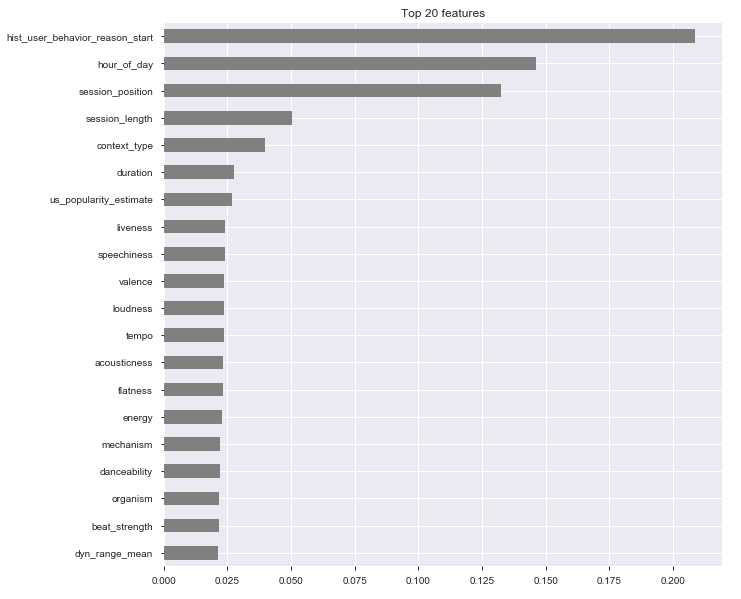 Top 20 features
hist_user_behavior_reason_start
hour_of_day
session_position
session_length
context_type
duration
us_popularity_estimate
liveness
speechiness
valence
loudness
tempo
acousticness
flatness
energy
mechanism
danceability
organism
beat_strength
dyn_range_mean
0.000 0.025 0.050 0.075 0.100 0.125 0.150 0.175 0.200